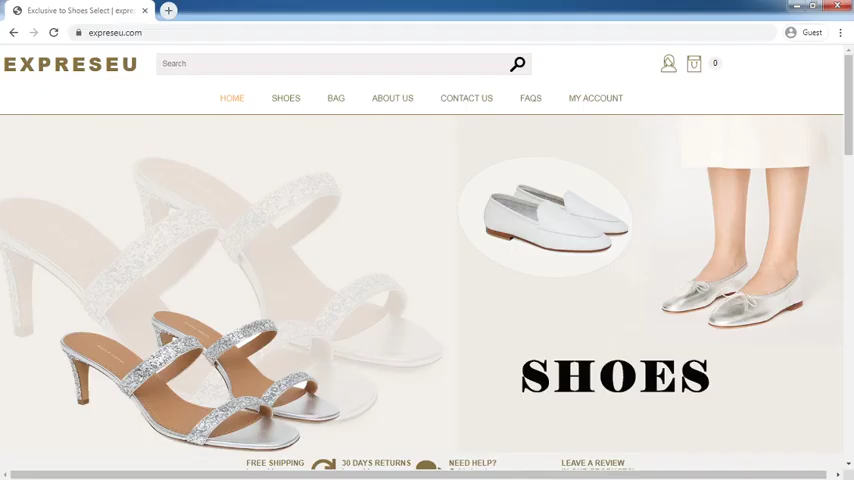 Exclusive to Shoes Select | expre
expreseu.com
Guest
EXPRESEU
Search
0
HOME SHOES BAG ABOUT US CONTACT US FAQS MY ACCOUNT
SHOES
FREE SHIPPING 30 DAYS RETURNS NEED HELP? LEAVE A REVIEW